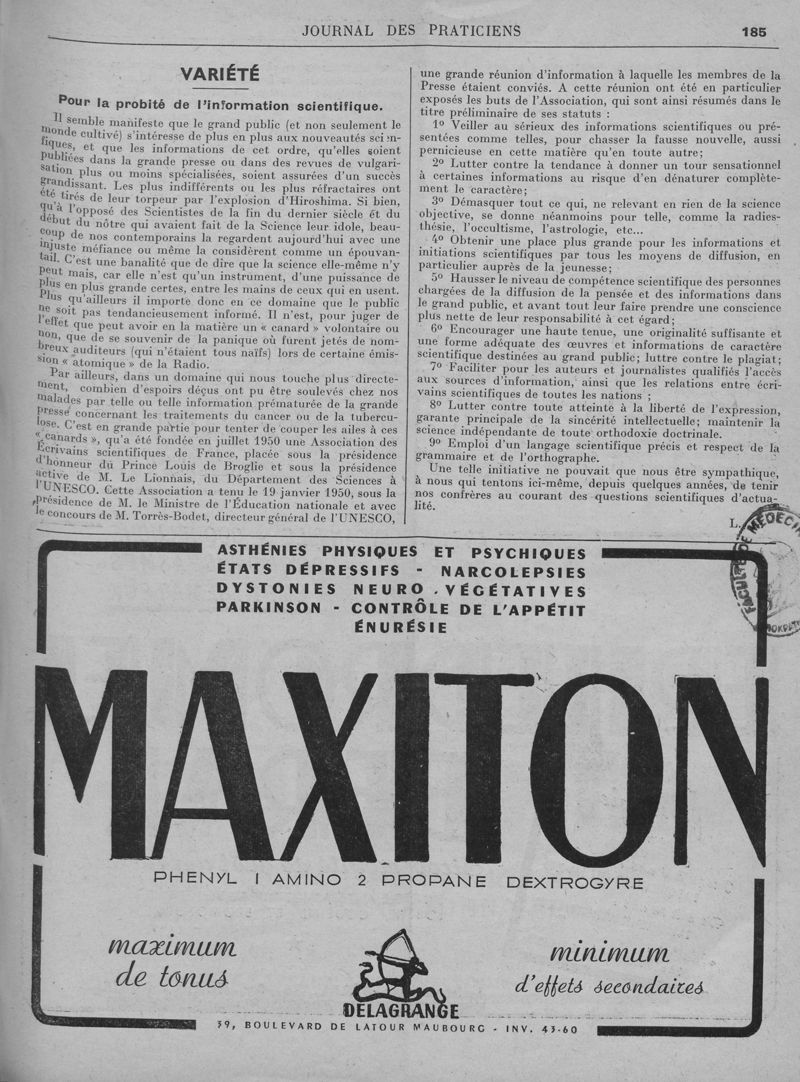 JOURNAL DES PRATICIENS
185
VARIÉTÉ
Pour la probité de l'information scientifique.
Il semble manifeste que le grand public (et non seulement le
monde cultivé) s'intéresse de plus en plus aux nouveautés scien-
tifiques, et que les informations de cet ordre, qu'elles soient
publiées dans la grande presse ou dans des revues de vulgari-
sation plus ou moins spécialisées, soient assurées d'un succès
grandissant. Les plus indifférents ou les plus réfractaires ont
été tirés de leur torpeur par l'explosion d'Hiroshima. Si bien,
qu'à l'opposé des Scientistes de la fin du dernier siècle et du
début du nôtre qui avaient fait de la Science leur idole, beau-
coup de nos contemporains la regardent aujourd'hui avec une
injuste méfiance ou même la considèrent comme un épouvan-
tail. C'est une banalité que de dire que la science elle-même n'y
peut mais, car elle n'est qu'un instrument, d'une puissance de
plus en plus grande certes, entre les mains de ceux qui en usent.
Plus qu'ailleurs il importe donc en ce domaine que le public
ne soit pas tendancieusement informé. Il n'est, pour juger de
l'effet que peut avoir en la matière un « canard » volontaire ou
non, que de se souvenir de la panique où furent jetés de nom-
breux auditeurs (qui n'étaient tous naïfs) lors de certaine émis-
sion « atomique » de la Radio.
Par ailleurs, dans un domaine qui nous touche plus directe-
ment, combien d'espoirs déçus ont pu être soulevés chez nos
malades par telle ou telle information prématurée de la grande
presse concernant les traitements du cancer ou de la tubercu-
lose. C'est en grande partie pour tenter de couper les ailes à ces
« canards », qu'a été fondée en juillet 1950 une Association des
Écrivains scientifiques de France, placée sous la présidence
d'honneur du Prince Louis de Broglie et sous la présidence
active de M. Le Lionnais, du Département des Sciences à
l'UNESCO. Cette Association a tenu le 19 janvier 1950, sous la
présidence de M. le Ministre de l'Éducation nationale et avec
le concours de M. Torrès-Bodet, directeur général de l'UNESCO,
une grande réunion d'information à laquelle les membres de la
Presse étaient conviés. A cette réunion ont été en particulier
exposés les buts de l'Association, qui sont ainsi résumés dans le
titre préliminaire de ses statuts :
1° Veiller au sérieux des informations scientifiques ou pré-
sentées comme telles, pour chasser la fausse nouvelle, aussi
pernicieuse en cette matière qu'en toute autre;
2° Lutter contre la tendance à donner un tour sensationnel
à certaines informations au risque d'en dénaturer complète-
ment le caractère;
3° Démasquer tout ce qui, ne relevant en rien de la science
objective, se donne néanmoins pour telle, comme la radies-
thésie, l'occultisme, l'astrologie, etc...
4° Obtenir une place plus grande pour les informations et
initiations scientifiques par tous les moyens de diffusion, en
particulier auprès de la jeunesse;
5° Hausser le niveau de compétence scientifique des personnes
chargées de la diffusion de la pensée et des informations dans
le grand public, et avant tout leur faire prendre une conscience
plus nette de leur responsabilité à cet égard;
6° Encourager une haute tenue, une originalité suffisante et
une forme adéquate des œuvres et informations de caractère
scientifique destinées au grand public; luttre contre le plagiat;
7° Faciliter pour les auteurs et journalistes qualifiés l'accès
aux sources d'information, ainsi que les relations entre écri-
vains scientifiques de toutes les nations ;
8° Lutter contre toute atteinte à la liberté de l'expression,
garante principale de la sincérité intellectuelle; maintenir la
science indépendante de toute orthodoxie doctrinale.
9° Emploi d'un langage scientifique précis et respect de la
grammaire et de l'orthographe.
Une telle initiative ne pouvait que nous être sympathique,
à nous qui tentons ici-même, depuis quelques années, de tenir
nos confrères au courant des questions scientifiques d'actua-
lité.
L.
FACULTÉ DE MÉDECINE
ASTHÉNIES PHYSIQUES ET PSYCHIQUES
ÉTATS DÉPRESSIFS - NARCOLEPSIES
DYSTONIES NEURO-VÉGÉTATIVES
PARKINSON - CONTRÔLE DE L'APPÉTIT
ÉNURÉSIE
MAXITON
PHENYL 1 AMINO 2 PROPANE DEXTROGYRE
maximum
de tonus
minimum
d'effets secondaires
DELAGRANGE
39, BOULEVARD DE LATOUR MAUBOURG - INV. 43-60